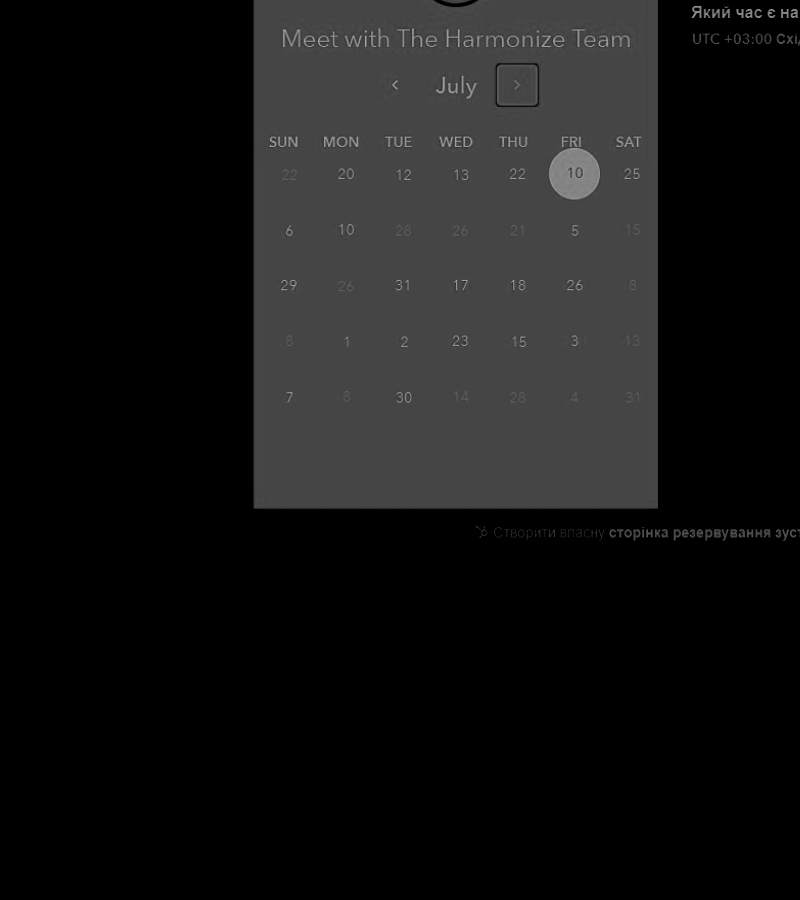 Meet with The Harmonize Team
Який час є на
UTC +03:00 Схі
‹ July ›
SUN MON TUE WED THU FRI SAT
22 20 12 13 22 10 25
6 10 28 26 21 5 15
29 26 31 17 18 26 8
8 1 2 23 15 3 13
7 8 30 14 28 4 31
Створити власну сторінка резервування зуст